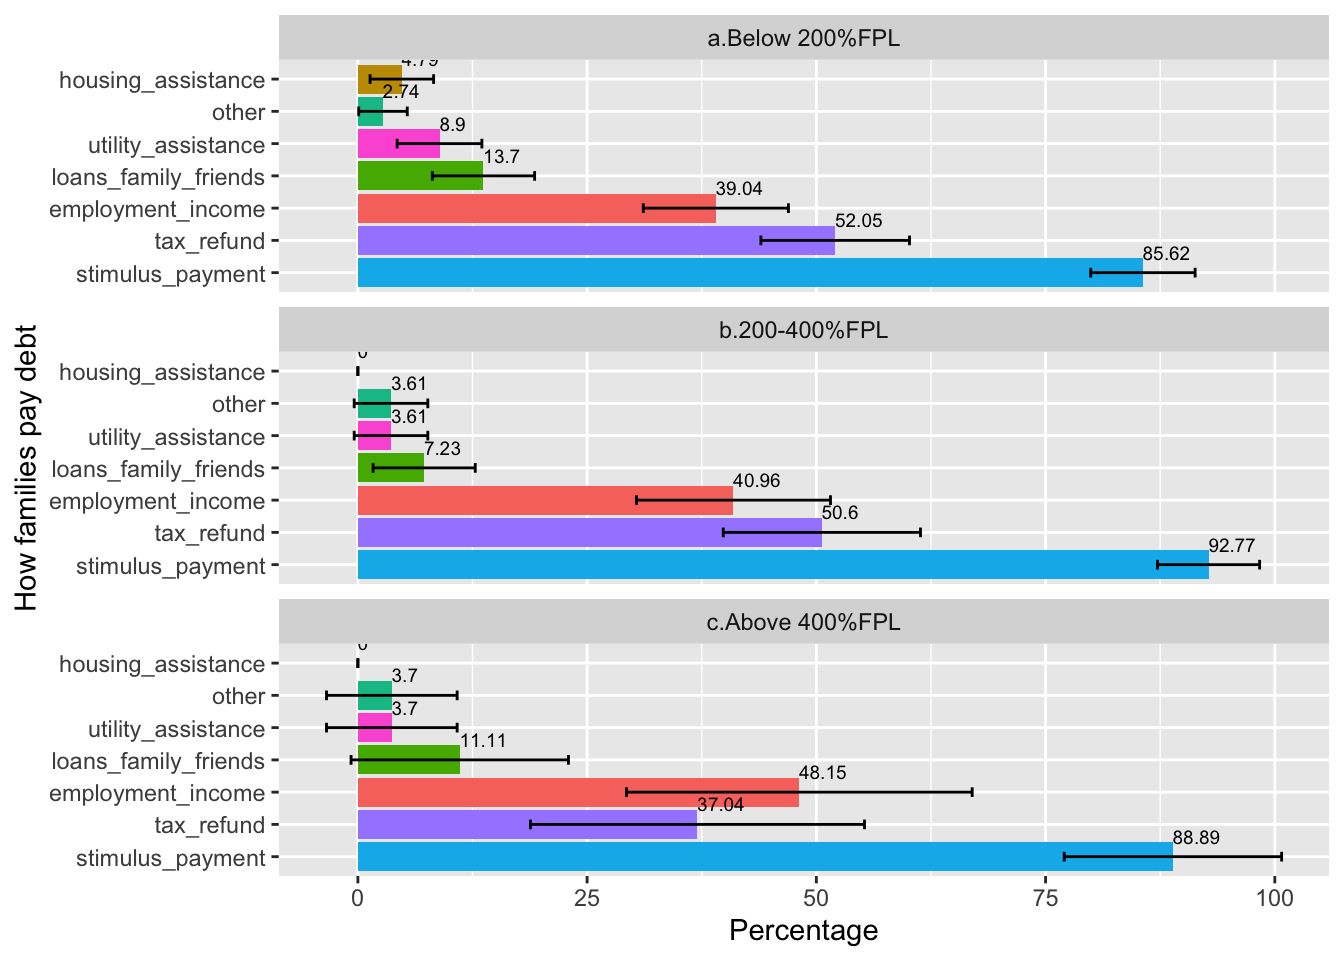 a.Below 200%FPL
housing_assistance 4.79
other 2.74
utility_assistance 8.9
loans_family_friends 13.7
employment_income 39.04
tax_refund 52.05
stimulus_payment 85.62
b.200-400%FPL
housing_assistance 0
other 3.61
utility_assistance 3.61
loans_family_friends 7.23
employment_income 40.96
tax_refund 50.6
stimulus_payment 92.77
c.Above 400%FPL
housing_assistance 0
other 3.7
utility_assistance 3.7
loans_family_friends 11.11
employment_income 48.15
tax_refund 37.04
stimulus_payment 88.89
0 25 50 75 100
Percentage
How families pay debt